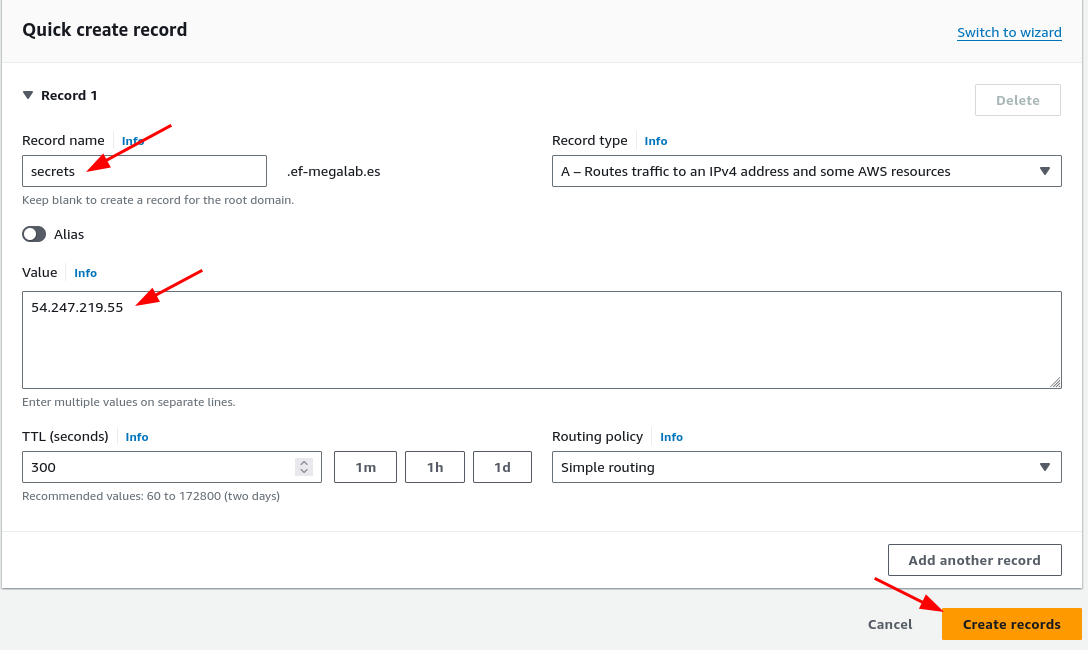 Quick create record
Switch to wizard
Record 1
Delete
Record name Info
Record type Info
secrets
.ef-megalab.es
A – Routes traffic to an IPv4 address and some AWS resources
Keep blank to create a record for the root domain.
Alias
Value Info
54.247.219.55
Enter multiple values on separate lines.
TTL (seconds) Info
Routing policy Info
300
1m
1h
1d
Simple routing
Recommended values: 60 to 172800 (two days)
Add another record
Cancel
Create records